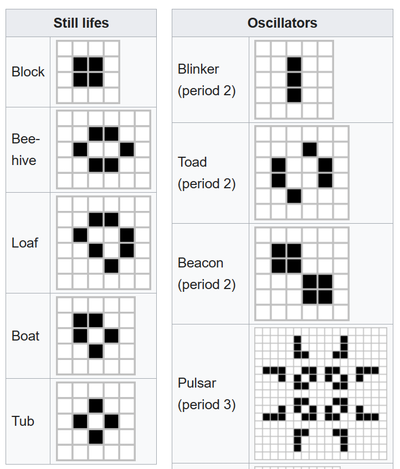 Still lifes
Block
Bee-
hive
Loaf
Boat
Tub
Oscillators
Blinker
(period 2)
Toad
(period 2)
Beacon
(period 2)
Pulsar
(period 3)